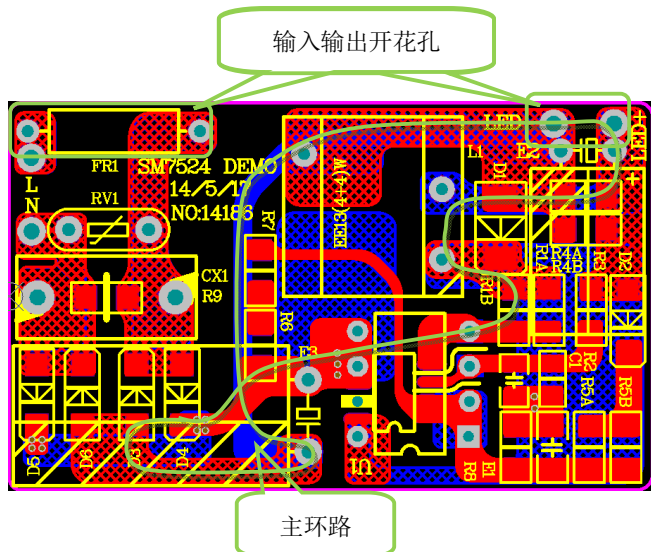 输入输出开花孔
LED-
LED+
E2
+
FR1
SM7524 DEMO
14/5/17
NO:14186
L
N
RV1
EE13(4+4)W
L1
D1
R7
CX1
R9
R6
R1A
R4A
R4B
R3
D2
R1B
E3
C1
R2
R5A
R5B
D5
D6
D3
D4
U1
R8
E1
主环路